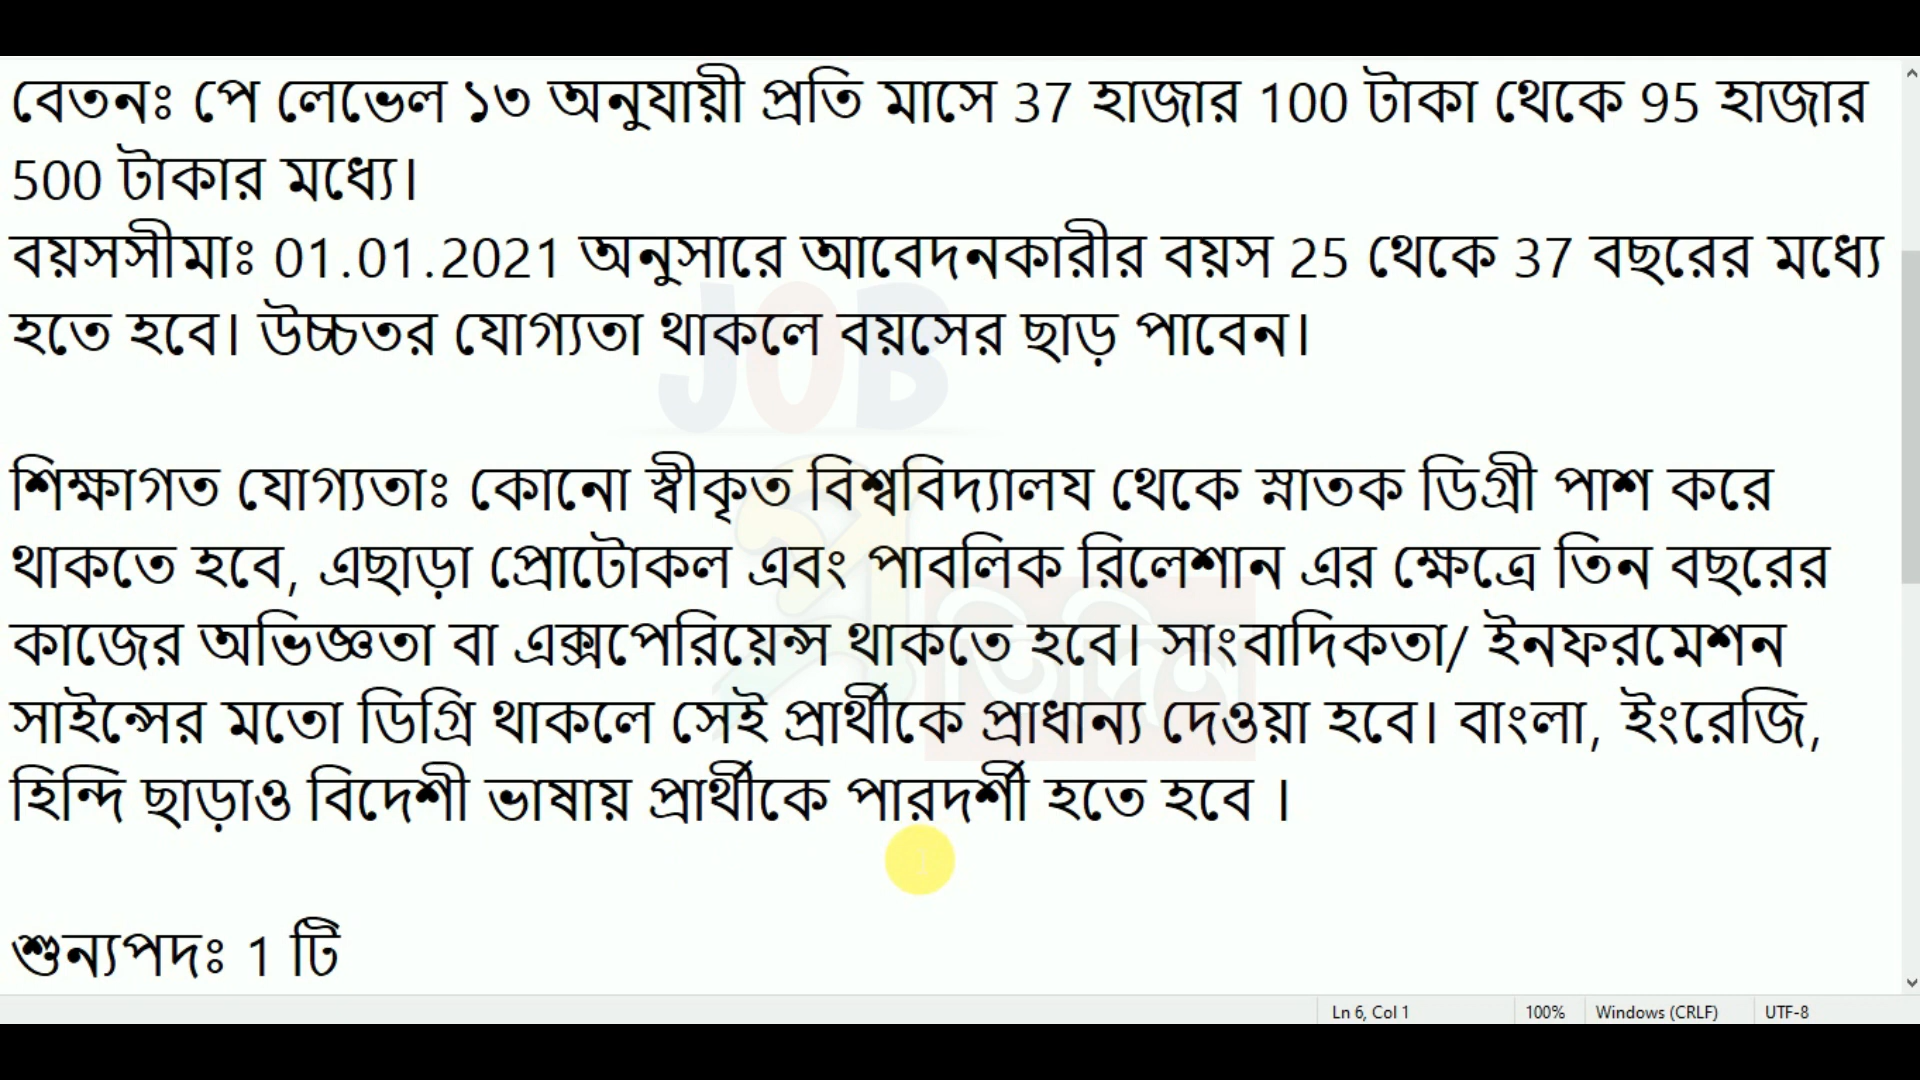 বেতনঃ পে লেভেল ১৩ অনুযায়ী প্রতি মাসে 37 হাজার 100 টাকা থেকে 95 হাজার
500 টাকার মধ্যে।
বয়সসীমাঃ 01.01.2021 অনুসারে আবেদনকারীর বয়স 25 থেকে 37 বছরের মধ্যে
হতে হবে। উচ্চতর যোগ্যতা থাকলে বয়সের ছাড় পাবেন।
JOB
শিক্ষাগত যোগ্যতাঃ কোনো স্বীকৃত বিশ্ববিদ্যালয থেকে স্নাতক ডিগ্রী পাশ করে
থাকতে হবে, এছাড়া প্রোটোকল এবং পাবলিক রিলেশান এর ক্ষেত্রে তিন বছরের
কাজের অভিজ্ঞতা বা এক্সপেরিয়েন্স থাকতে হবে। সাংবাদিকতা/ ইনফরমেশন
সাইন্সের মতো ডিগ্রি থাকলে সেই প্রার্থীকে প্রাধান্য দেওয়া হবে। বাংলা, ইংরেজি,
হিন্দি ছাড়াও বিদেশী ভাষায় প্রার্থীকে পারদর্শী হতে হবে ।
প্রতিদিন
শুন্যপদঃ 1 টি
Ln 6, Col 1 100% Windows (CRLF) UTF-8